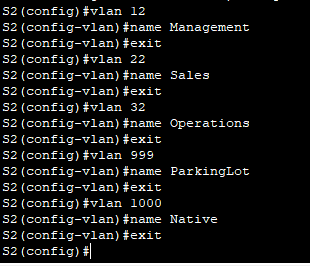 S2(config)#vlan 12
S2(config-vlan)#name Management
S2(config-vlan)#exit
S2(config)#vlan 22
S2(config-vlan)#name Sales
S2(config-vlan)#exit
S2(config)#vlan 32
S2(config-vlan)#name Operations
S2(config-vlan)#exit
S2(config)#vlan 999
S2(config-vlan)#name ParkingLot
S2(config-vlan)#exit
S2(config)#vlan 1000
S2(config-vlan)#name Native
S2(config-vlan)#exit
S2(config)#